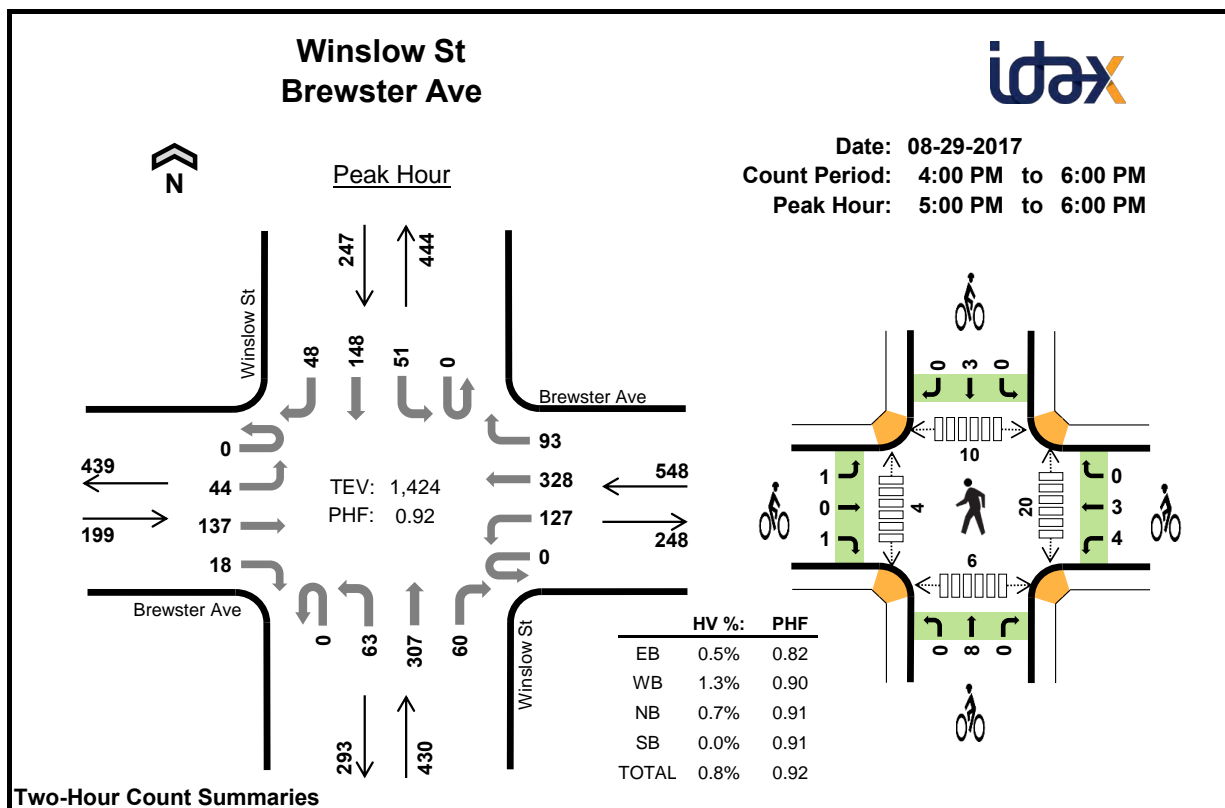 Winslow St
Brewster Ave
idax
Date: 08-29-2017
Count Period: 4:00 PM to 6:00 PM
Peak Hour: 5:00 PM to 6:00 PM
N
Peak Hour
247
444
Winslow St
48
148
51
0
Brewster Ave
0
44
137
18
439
199
TEV: 1,424
PHF: 0.92
93
328
127
0
548
248
Brewster Ave
0
63
307
60
Winslow St
293
430
0
3
0
10
1
0
1
4
20
0
3
4
6
0
8
0
HV %: PHF
EB 0.5% 0.82
WB 1.3% 0.90
NB 0.7% 0.91
SB 0.0% 0.91
TOTAL 0.8% 0.92
Two-Hour Count Summaries